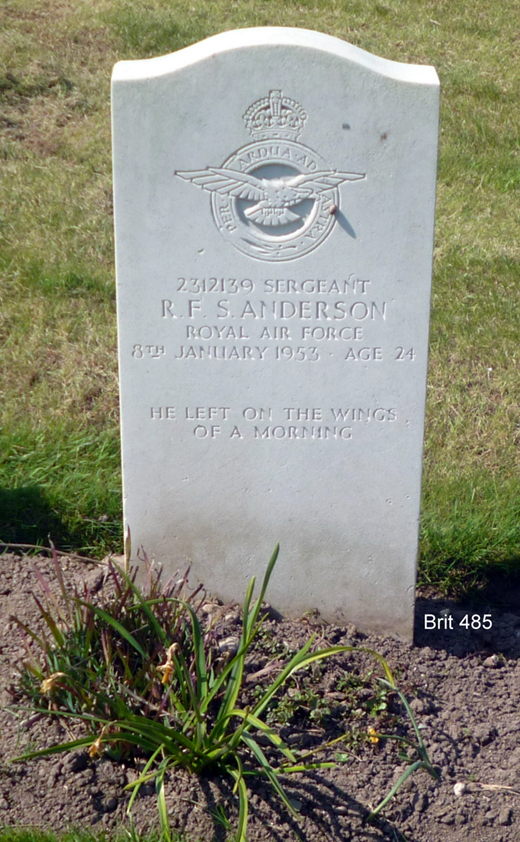 PER ARDUA AD ASTRA
2312139 SERGEANT
R. F. S. ANDERSON
ROYAL AIR FORCE
8TH JANUARY 1953 · AGE 24
HE LEFT ON THE WINGS
OF A MORNING
Brit 485